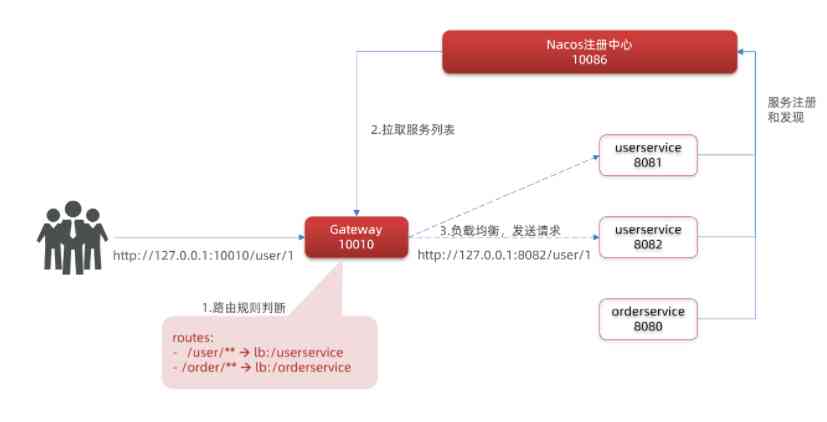 Nacos注册中心
10086
服务注册
和发现
2.拉取服务列表
userservice
8081
Gateway
10010
3.负载均衡，发送请求
userservice
8082
http://127.0.0.1:10010/user/1
http://127.0.0.1:8082/user/1
1.路由规则判断
orderservice
8080
routes:
- /user/** → lb:/userservice
- /order/** → lb:/orderservice